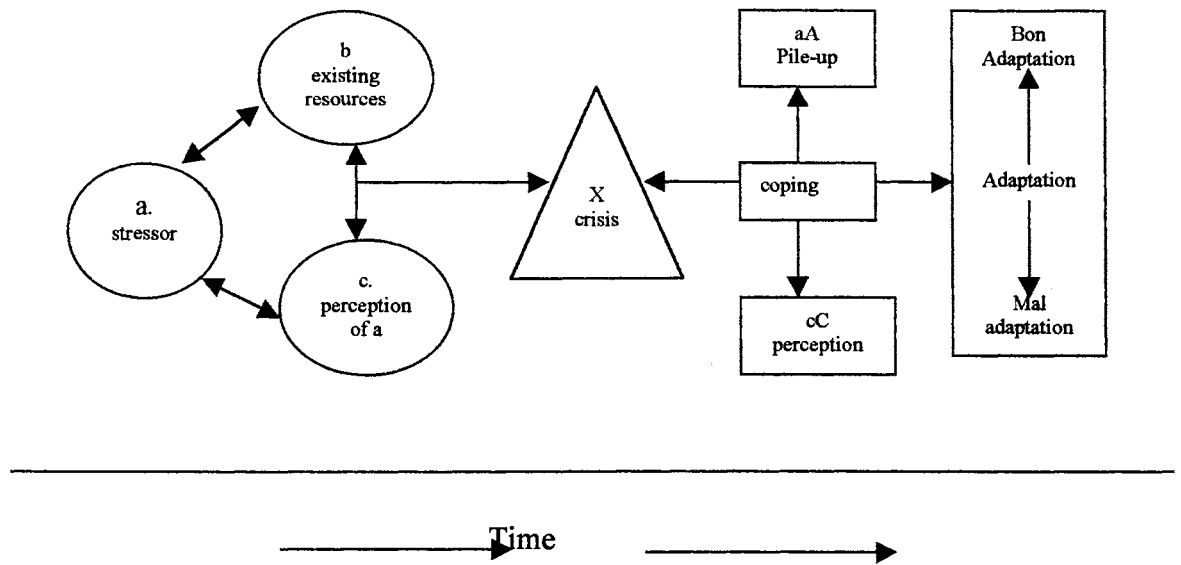 b
existing
resources
a.
stressor
c.
perception
of a
X
crisis
aA
Pile-up
coping
cC
perception
Bon
Adaptation
Adaptation
Mal
adaptation
Time